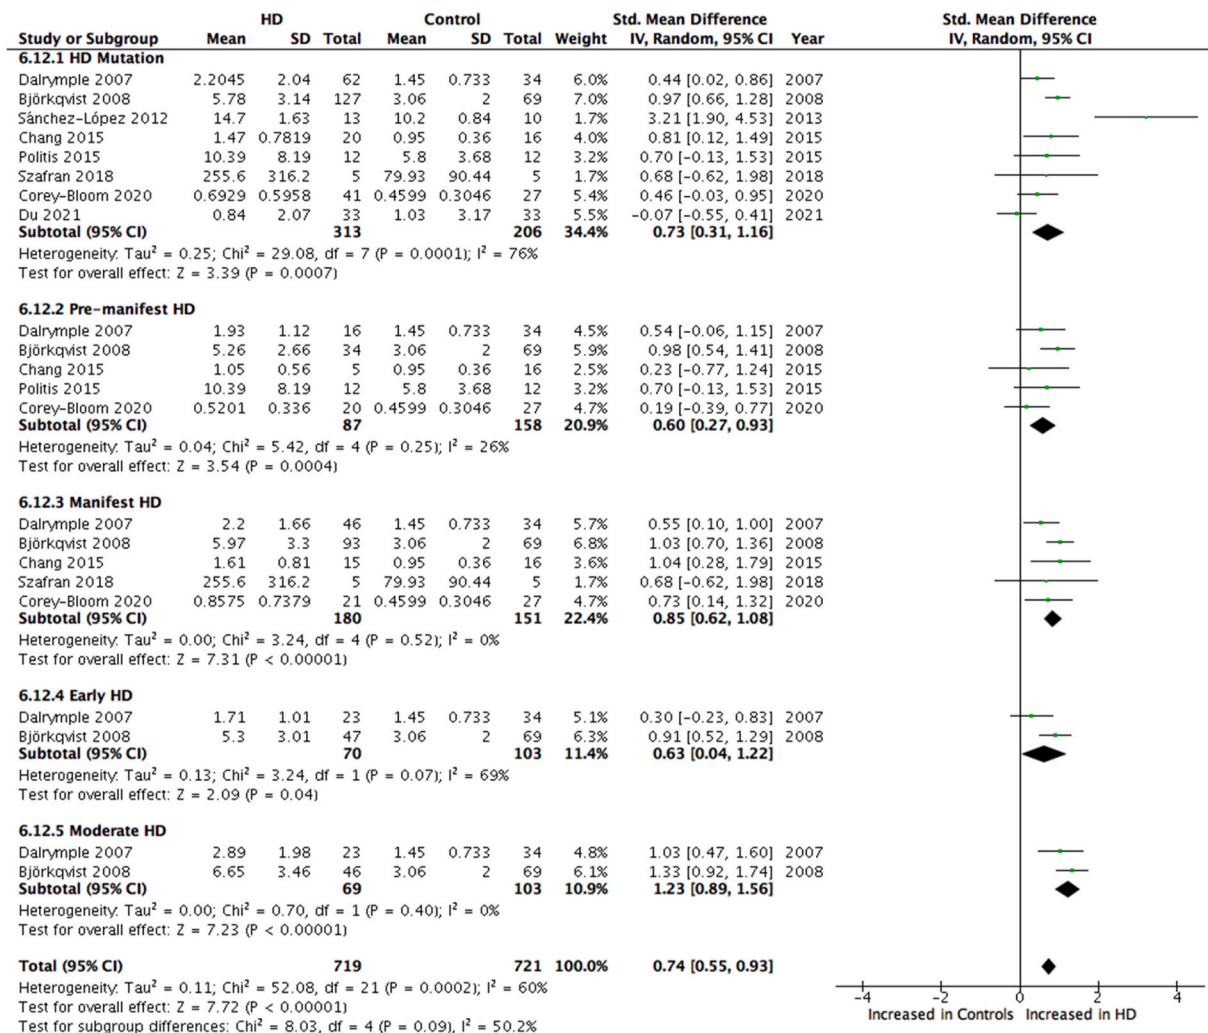 HD Control Std. Mean Difference Std. Mean Difference
Study or Subgroup Mean SD Total Mean SD Total Weight IV, Random, 95% CI Year IV, Random, 95% CI
6.12.1 HD Mutation
Dalrymple 2007 2.2045 2.04 62 1.45 0.733 34 6.0% 0.44 [0.02, 0.86] 2007
Björkqvist 2008 5.78 3.14 127 3.06 2 69 7.0% 0.97 [0.66, 1.28] 2008
Sánchez-López 2012 14.7 1.63 13 10.2 0.84 10 1.7% 3.21 [1.90, 4.53] 2013
Chang 2015 1.47 0.7819 20 0.95 0.36 16 4.0% 0.81 [0.12, 1.49] 2015
Politis 2015 10.39 8.19 12 5.8 3.68 12 3.2% 0.70 [-0.13, 1.53] 2015
Szafran 2018 255.6 316.2 5 79.93 90.44 5 1.7% 0.68 [-0.62, 1.98] 2018
Corey-Bloom 2020 0.6929 0.5958 41 0.4599 0.3046 27 5.4% 0.46 [-0.03, 0.95] 2020
Du 2021 0.84 2.07 33 1.03 3.17 33 5.5% -0.07 [-0.55, 0.41] 2021
Subtotal (95% CI) 313 206 34.4% 0.73 [0.31, 1.16]
Heterogeneity: Tau² = 0.25; Chi² = 29.08, df = 7 (P = 0.0001); I² = 76%
Test for overall effect: Z = 3.39 (P = 0.0007)
6.12.2 Pre-manifest HD
Dalrymple 2007 1.93 1.12 16 1.45 0.733 34 4.5% 0.54 [-0.06, 1.15] 2007
Björkqvist 2008 5.26 2.66 34 3.06 2 69 5.9% 0.98 [0.54, 1.41] 2008
Chang 2015 1.05 0.56 5 0.95 0.36 16 2.5% 0.23 [-0.77, 1.24] 2015
Politis 2015 10.39 8.19 12 5.8 3.68 12 3.2% 0.70 [-0.13, 1.53] 2015
Corey-Bloom 2020 0.5201 0.336 20 0.4599 0.3046 27 4.7% 0.19 [-0.39, 0.77] 2020
Subtotal (95% CI) 87 158 20.9% 0.60 [0.27, 0.93]
Heterogeneity: Tau² = 0.04; Chi² = 5.42, df = 4 (P = 0.25); I² = 26%
Test for overall effect: Z = 3.54 (P = 0.0004)
6.12.3 Manifest HD
Dalrymple 2007 2.2 1.66 46 1.45 0.733 34 5.7% 0.55 [0.10, 1.00] 2007
Björkqvist 2008 5.97 3.3 93 3.06 2 69 6.8% 1.03 [0.70, 1.36] 2008
Chang 2015 1.61 0.81 15 0.95 0.36 16 3.6% 1.04 [0.28, 1.79] 2015
Szafran 2018 255.6 316.2 5 79.93 90.44 5 1.7% 0.68 [-0.62, 1.98] 2018
Corey-Bloom 2020 0.8575 0.7379 21 0.4599 0.3046 27 4.7% 0.73 [0.14, 1.32] 2020
Subtotal (95% CI) 180 151 22.4% 0.85 [0.62, 1.08]
Heterogeneity: Tau² = 0.00; Chi² = 3.24, df = 4 (P = 0.52); I² = 0%
Test for overall effect: Z = 7.31 (P < 0.00001)
6.12.4 Early HD
Dalrymple 2007 1.71 1.01 23 1.45 0.733 34 5.1% 0.30 [-0.23, 0.83] 2007
Björkqvist 2008 5.3 3.01 47 3.06 2 69 6.3% 0.91 [0.52, 1.29] 2008
Subtotal (95% CI) 70 103 11.4% 0.63 [0.04, 1.22]
Heterogeneity: Tau² = 0.13; Chi² = 3.24, df = 1 (P = 0.07); I² = 69%
Test for overall effect: Z = 2.09 (P = 0.04)
6.12.5 Moderate HD
Dalrymple 2007 2.89 1.98 23 1.45 0.733 34 4.8% 1.03 [0.47, 1.60] 2007
Björkqvist 2008 6.65 3.46 46 3.06 2 69 6.1% 1.33 [0.92, 1.74] 2008
Subtotal (95% CI) 69 103 10.9% 1.23 [0.89, 1.56]
Heterogeneity: Tau² = 0.00; Chi² = 0.70, df = 1 (P = 0.40); I² = 0%
Test for overall effect: Z = 7.23 (P < 0.00001)
Total (95% CI) 719 721 100.0% 0.74 [0.55, 0.93]
Heterogeneity: Tau² = 0.11; Chi² = 52.08, df = 21 (P = 0.0002); I² = 60%
Test for overall effect: Z = 7.72 (P < 0.00001)
Test for subgroup differences: Chi² = 8.03, df = 4 (P = 0.09), I² = 50.2%
-4 -2 0 2 4
Increased in Controls Increased in HD